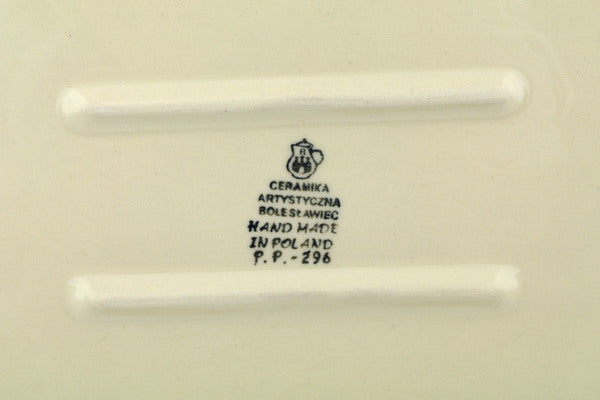 B
CERAMIKA
ARTYSTYCZNA
BOLESŁAWIEC
HAND MADE
IN POLAND
P.P.-296